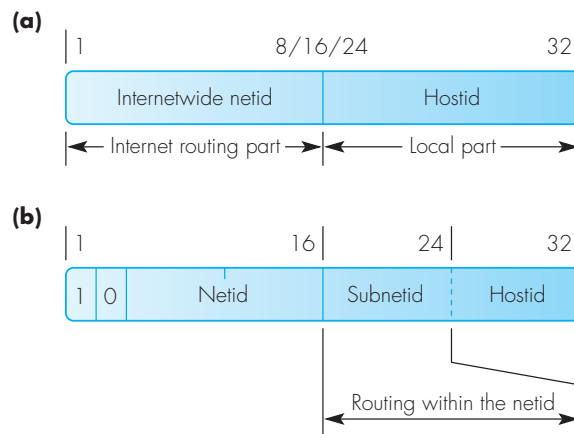 (a)
1 8/16/24 32
Internetwide netid Hostid
Internet routing part Local part
(b)
1 16 24 32
1 0 Netid Subnetid Hostid
Routing within the netid